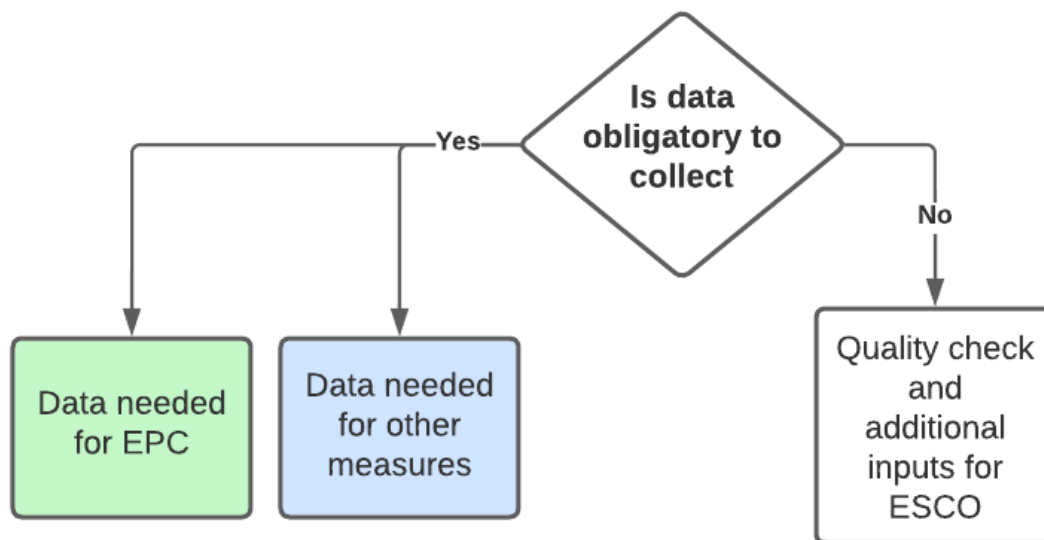 Is data
obligatory to
collect
Yes
No
Data needed
for EPC
Data needed
for other
measures
Quality check
and
additional
inputs for
ESCO